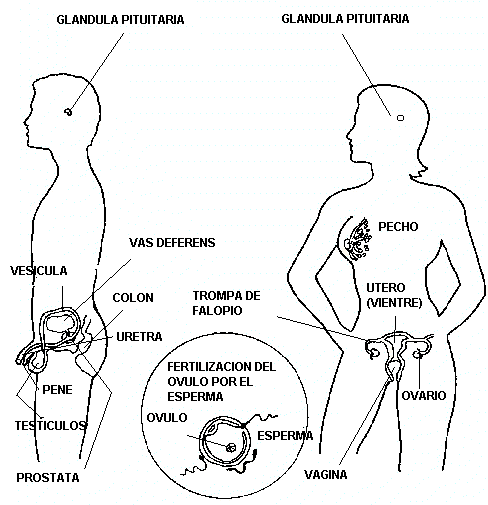 GLANDULA PITUITARIA
GLANDULA PITUITARIA
VAS DEFERENS
VESICULA
COLON
URETRA
PENE
TESTICULOS
PROSTATA
PECHO
UTERO
(VIENTRE)
TROMPA DE
FALOPIO
OVARIO
VAGINA
FERTILIZACION DEL
OVULO POR EL
ESPERMA
OVULO
ESPERMA